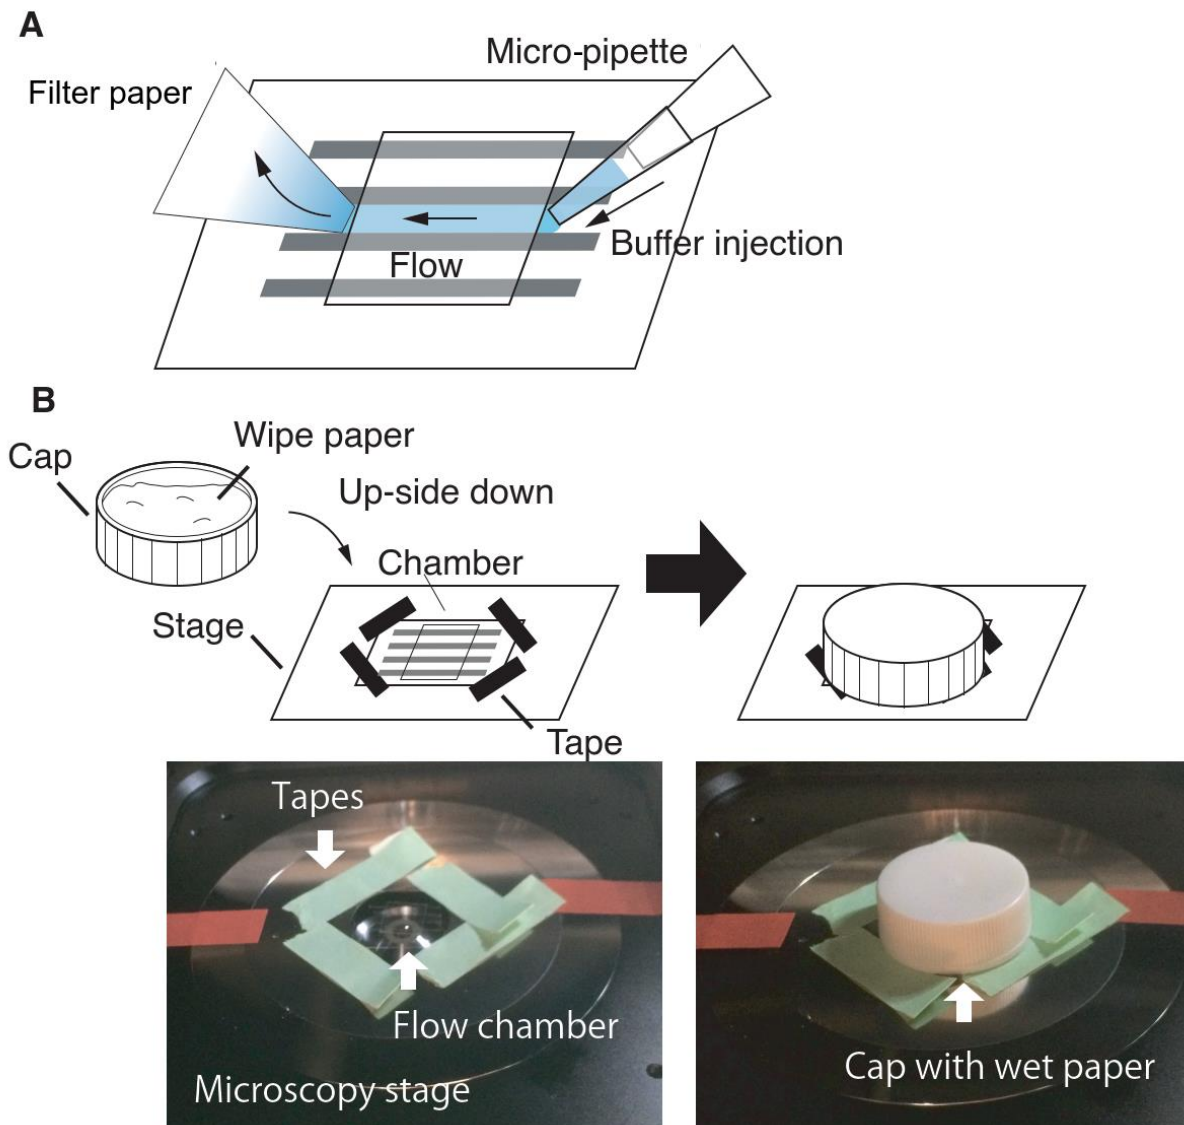 A
Micro-pipette
Filter paper
Buffer injection
Flow
B
Wipe paper
Cap
Up-side down
Chamber
Stage
Tape
Tapes
Flow chamber
Microscopy stage
Cap with wet paper